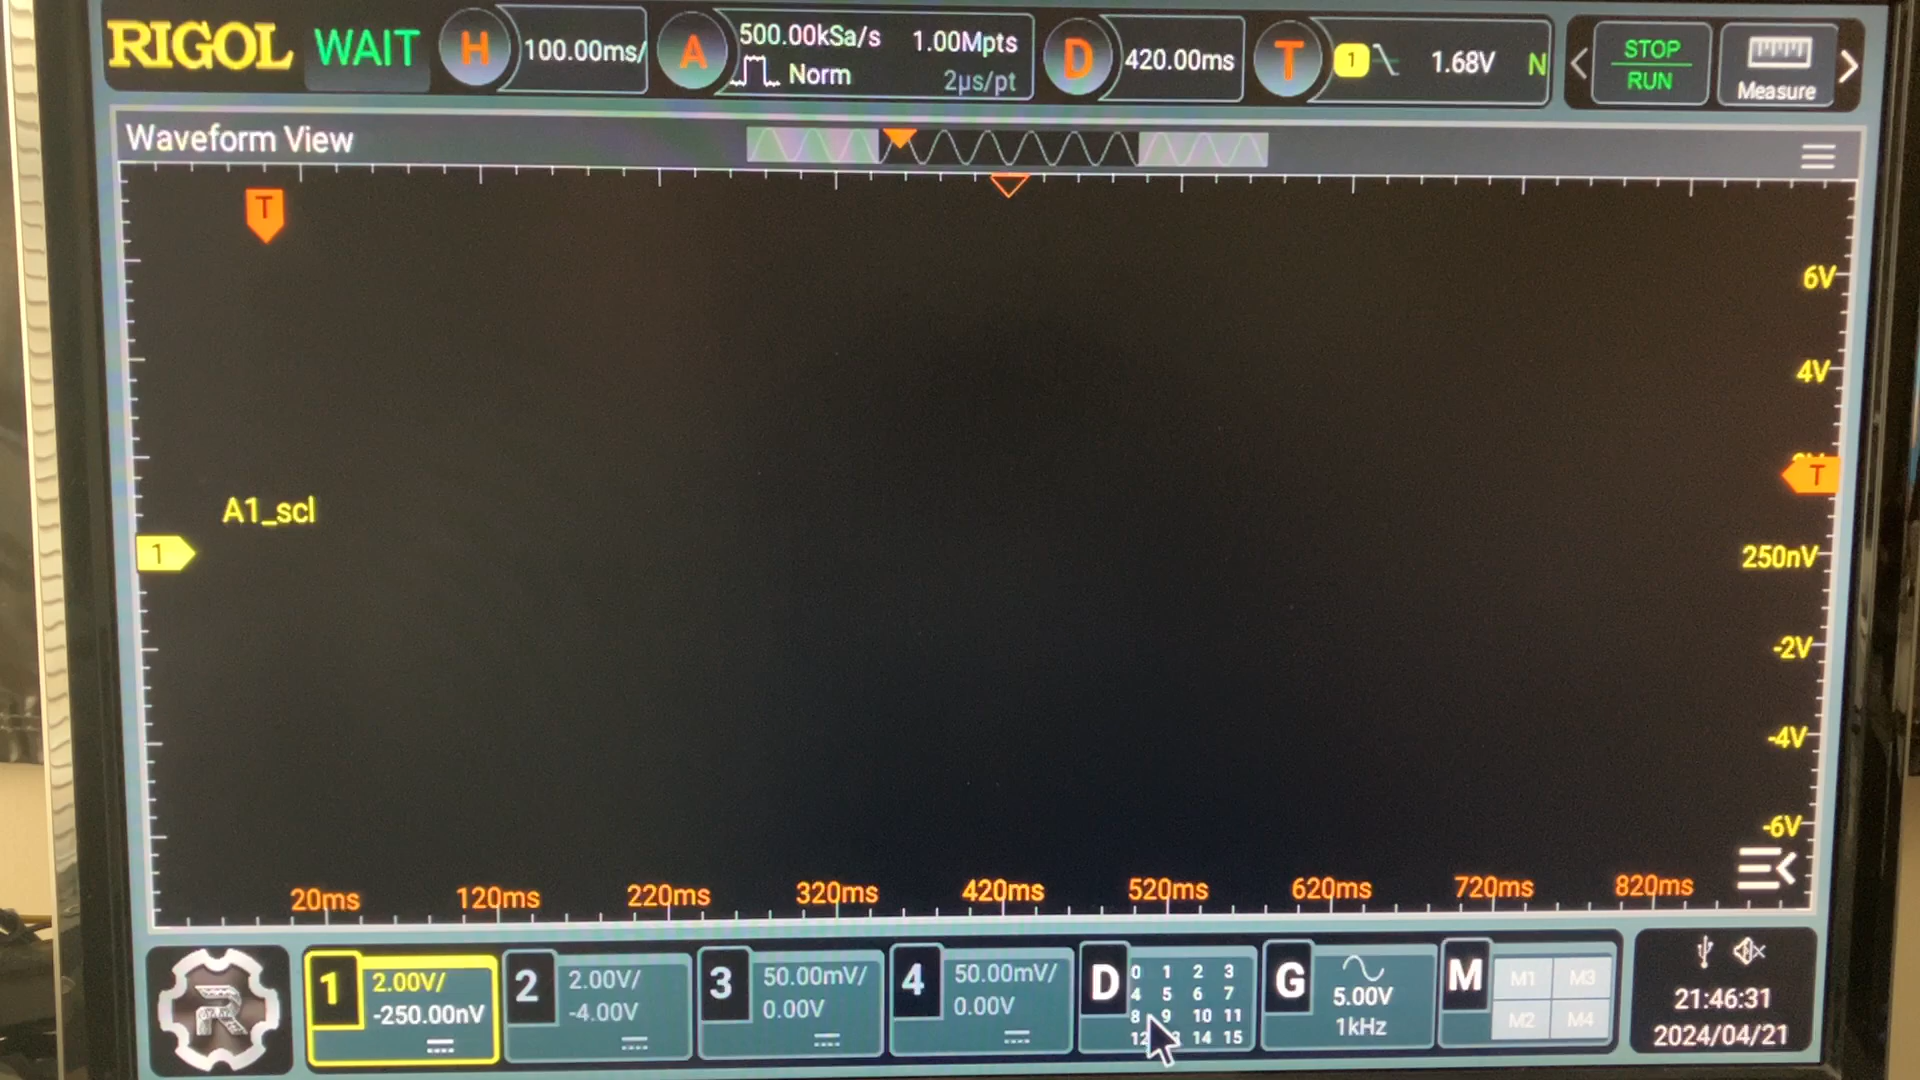 RIGOL WAIT H 100.00ms/ A 500.00kSa/s 1.00Mpts D 420.00ms T 1 1.68V N STOP
Norm 2µs/pt RUN Measure
Waveform View
T
6V
4V
T
A1_scl
1 250nV
-2V
-4V
-6V
20ms 120ms 220ms 320ms 420ms 520ms 620ms 720ms 820ms
1 2.00V/ 2 2.00V/ 3 50.00mV/ 4 50.00mV/ D 0 1 2 3 G 5.00V M M1 M3
-250.00nV -4.00V 0.00V 0.00V 4 5 6 7 1kHz M2 M4
8 9 10 11
12 14 15
R
21:46:31
2024/04/21